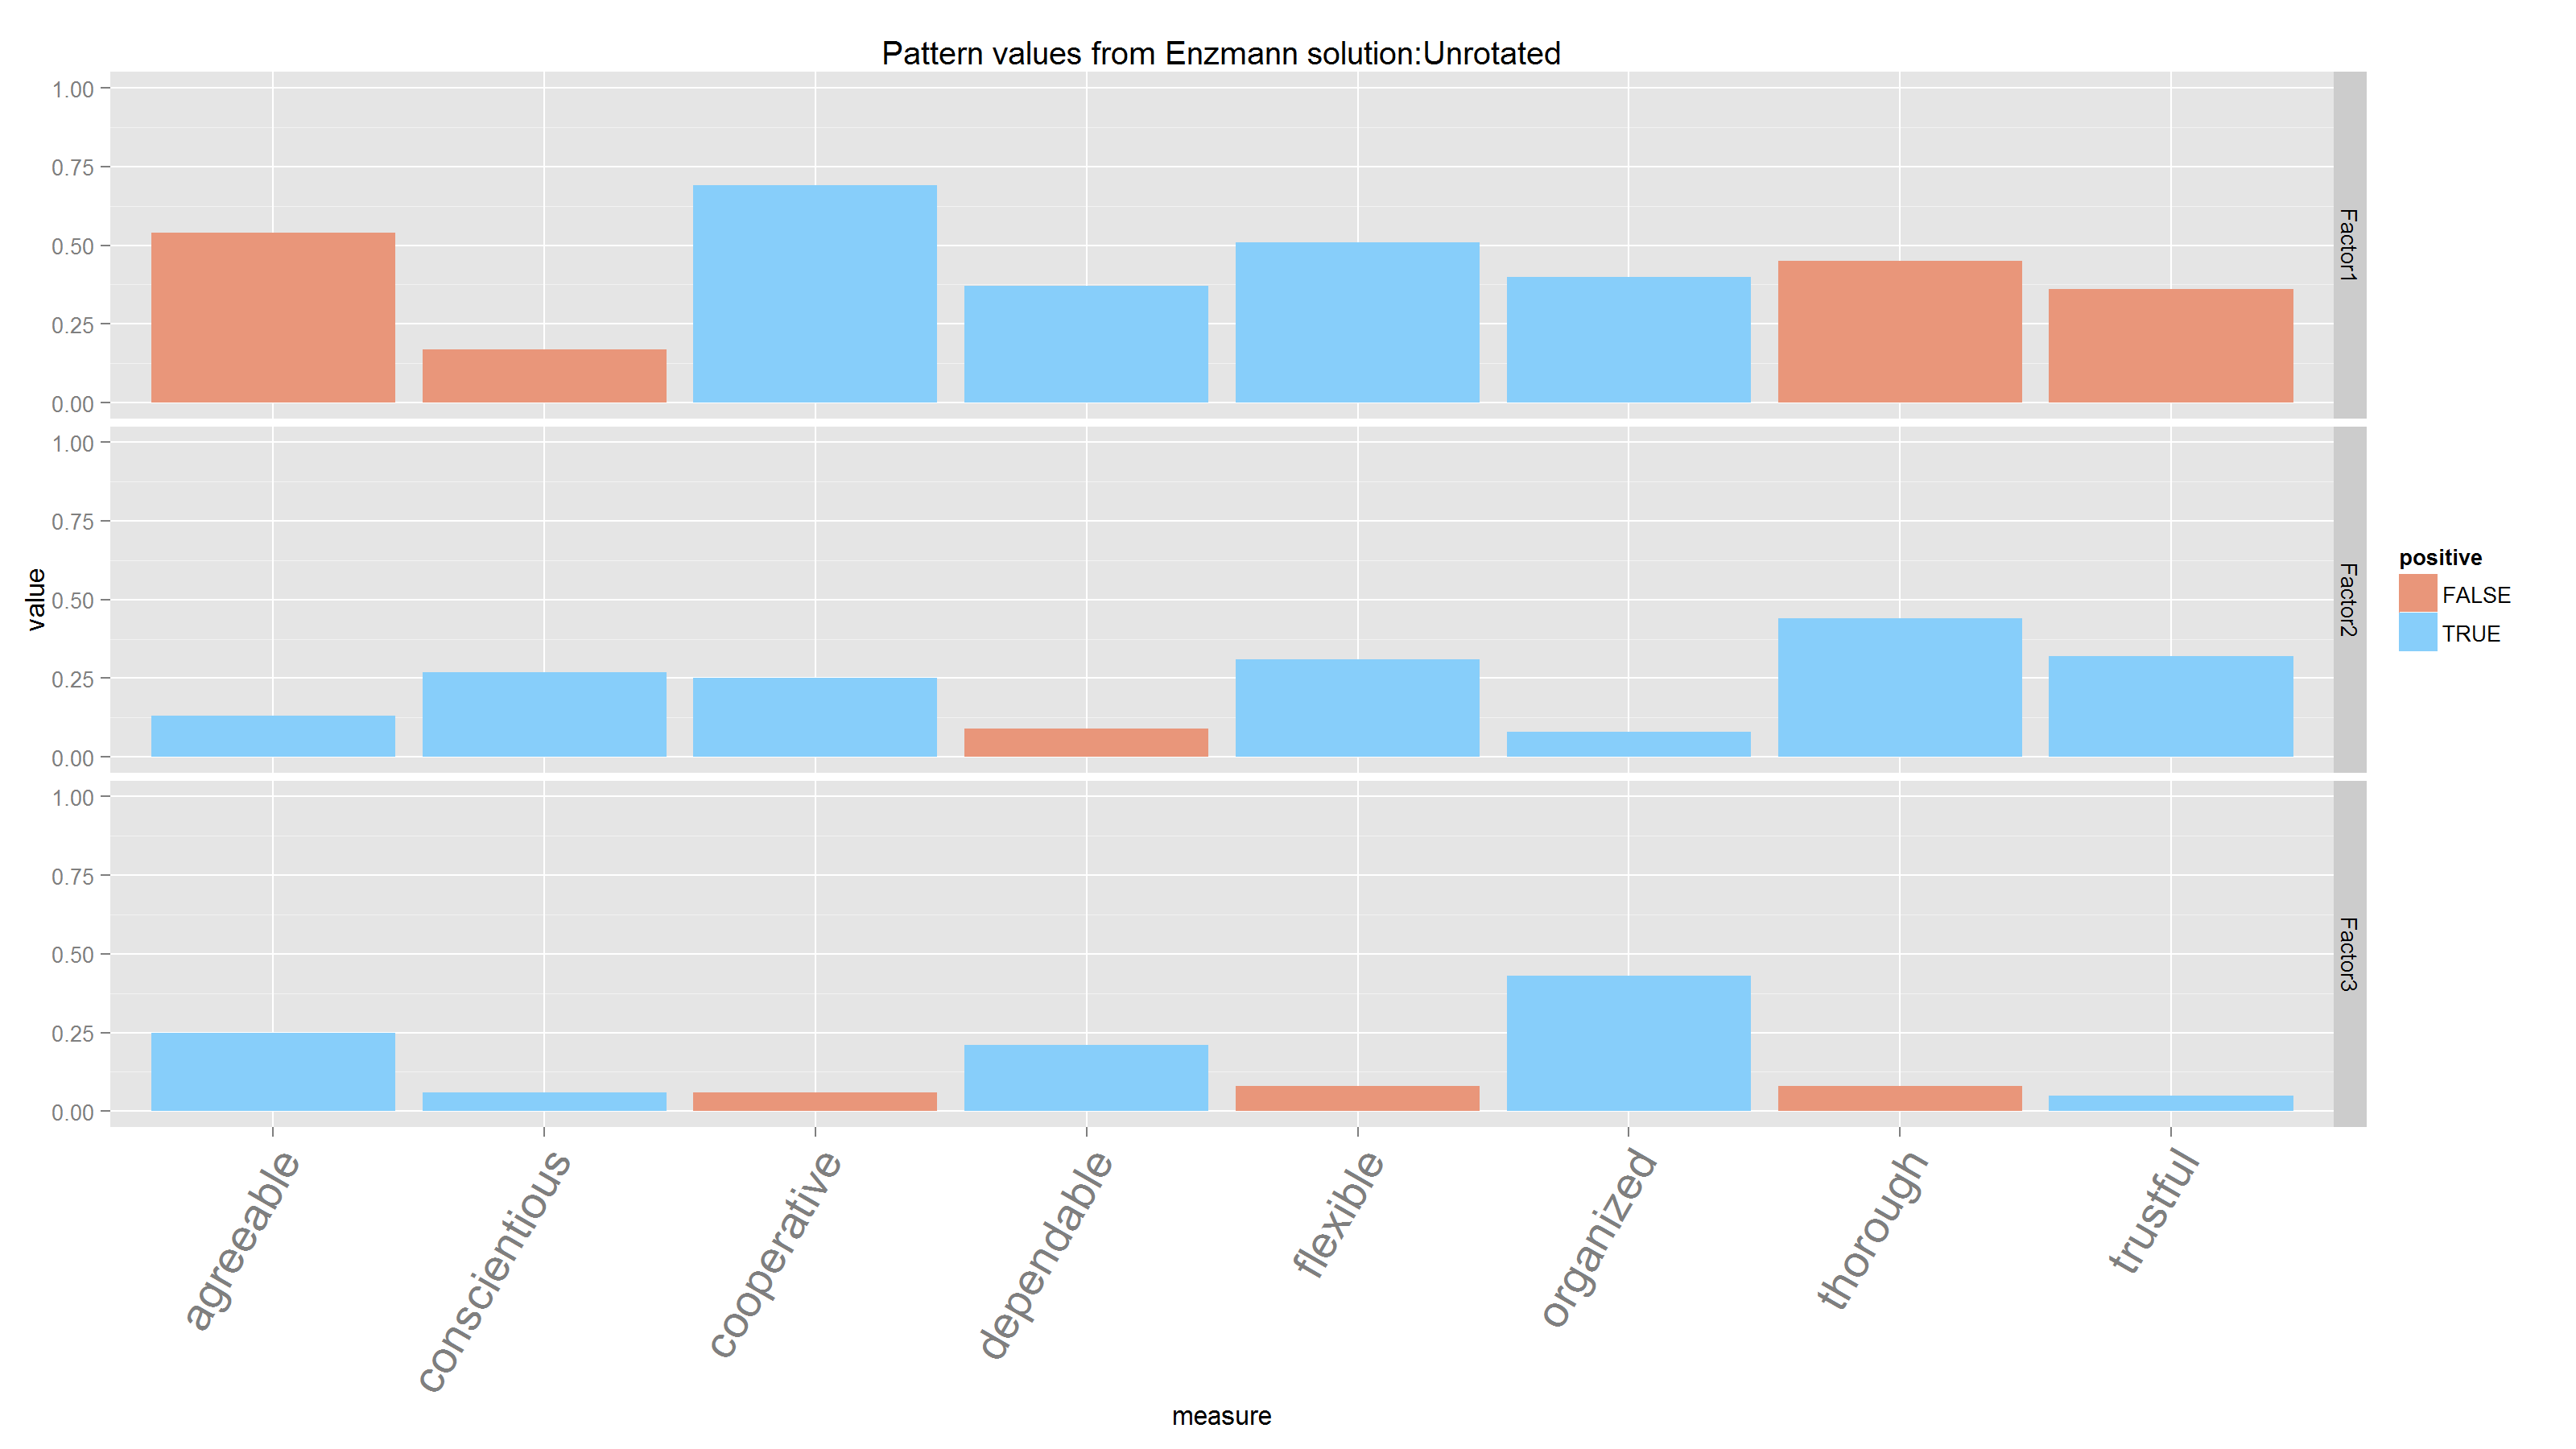 Pattern values from Enzmann solution:Unrotated
1.00
0.75
0.50
0.25
0.00
Factor1
1.00
0.75
0.50
0.25
0.00
Factor2
1.00
0.75
0.50
0.25
0.00
Factor3
value
positive
FALSE
TRUE
agreeable
conscientious
cooperative
dependable
flexible
organized
thorough
trustful
measure